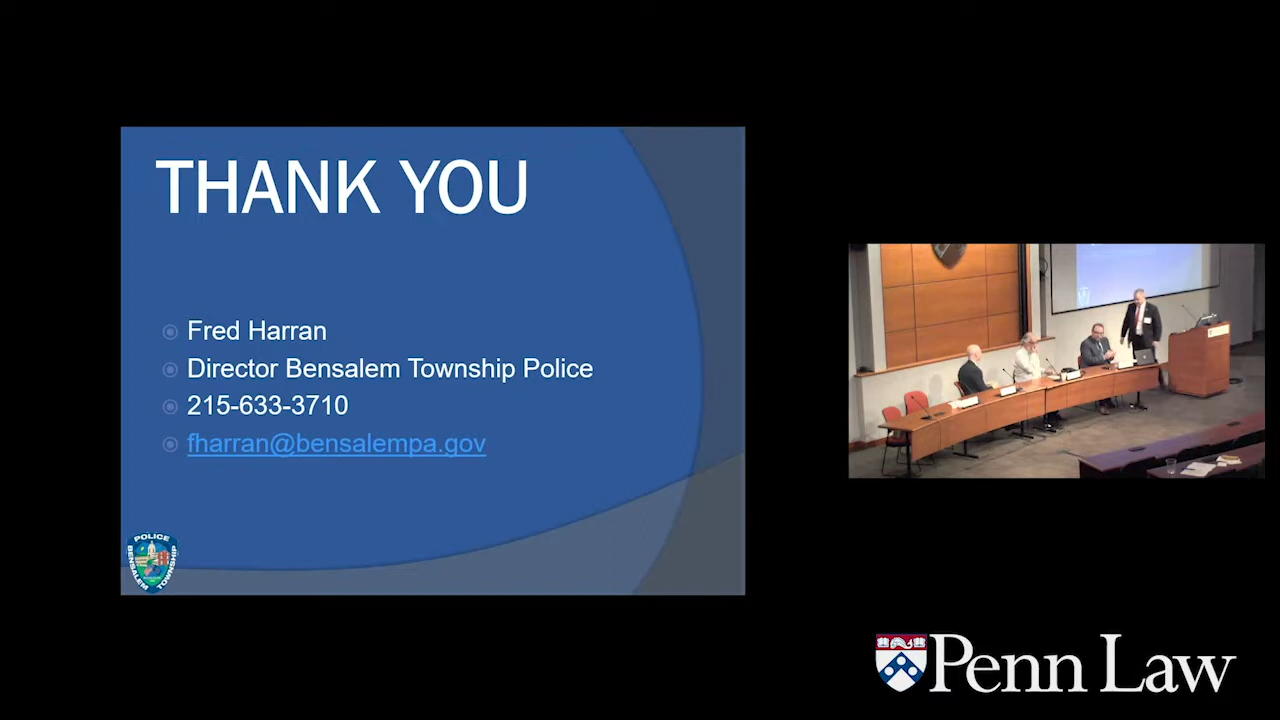 THANK YOU
Fred Harran
Director Bensalem Township Police
215-633-3710
fharran@bensalempa.gov
POLICE
BENSALEM
TOWNSHIP
Penn Law